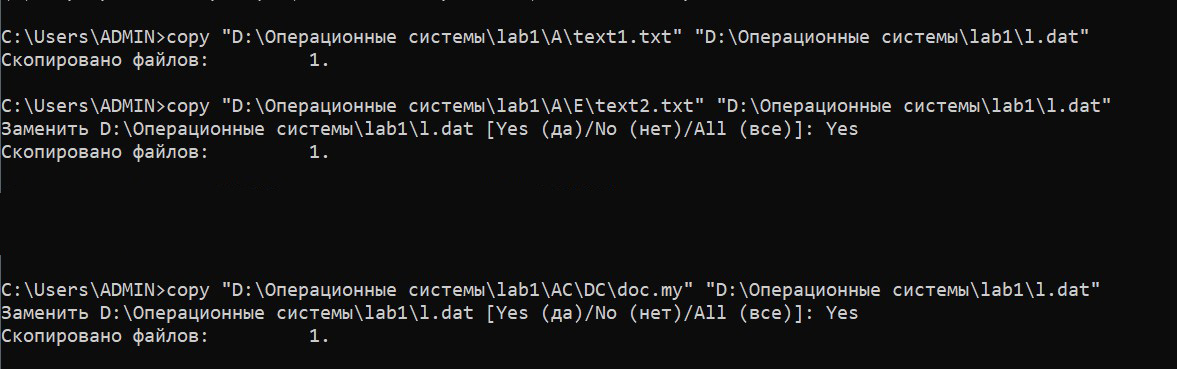 C:\Users\ADMIN>copy "D:\Операционные системы\lab1\A\text1.txt" "D:\Операционные системы\lab1\l.dat"
Скопировано файлов:         1.
C:\Users\ADMIN>copy "D:\Операционные системы\lab1\A\E\text2.txt" "D:\Операционные системы\lab1\l.dat"
Заменить D:\Операционные системы\lab1\l.dat [Yes (да)/No (нет)/All (все)]: Yes
Скопировано файлов:         1.
C:\Users\ADMIN>copy "D:\Операционные системы\lab1\AC\DC\doc.my" "D:\Операционные системы\lab1\l.dat"
Заменить D:\Операционные системы\lab1\l.dat [Yes (да)/No (нет)/All (все)]: Yes
Скопировано файлов:         1.